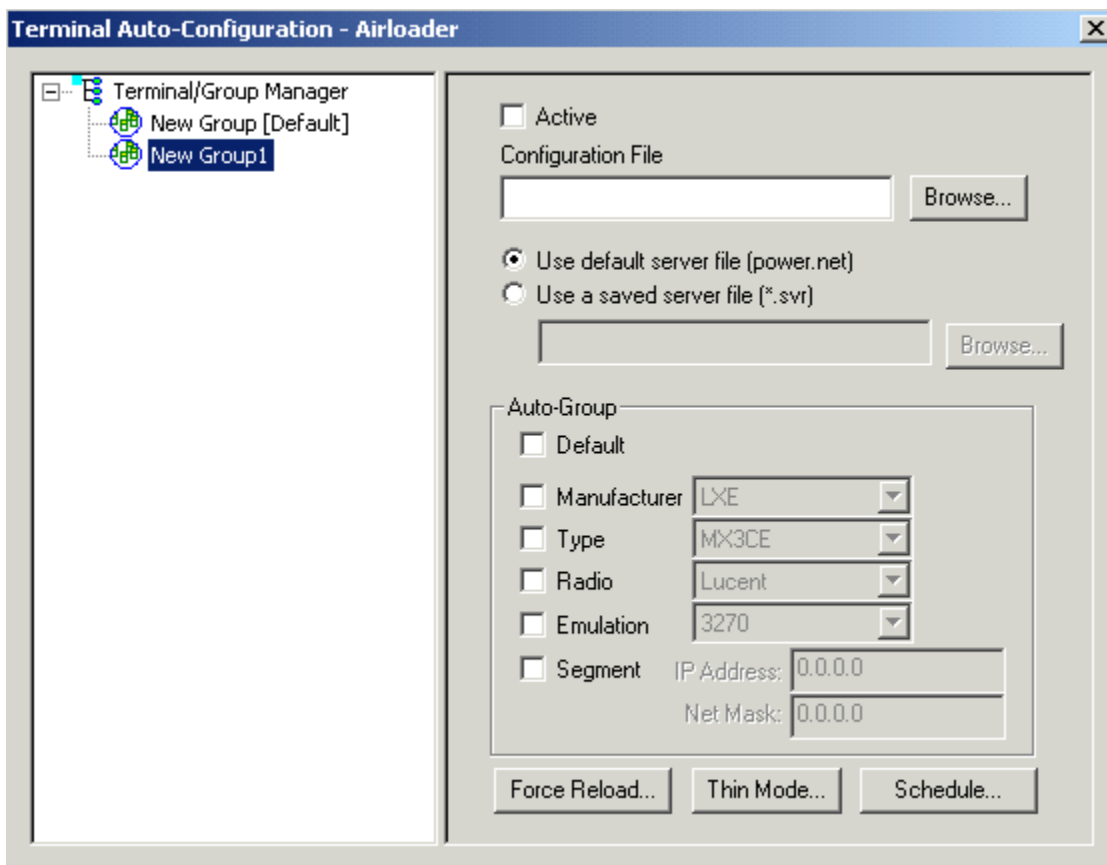 Terminal Auto-Configuration - Airloader
Terminal/Group Manager
New Group [Default]
New Group1
Active
Configuration File
Browse...
Use default server file (power.net)
Use a saved server file (*.svr)
Browse...
Auto-Group
Default
Manufacturer LXE
Type MX3CE
Radio Lucent
Emulation 3270
Segment IP Address: 0.0.0.0
Net Mask: 0.0.0.0
Force Reload... Thin Mode... Schedule...